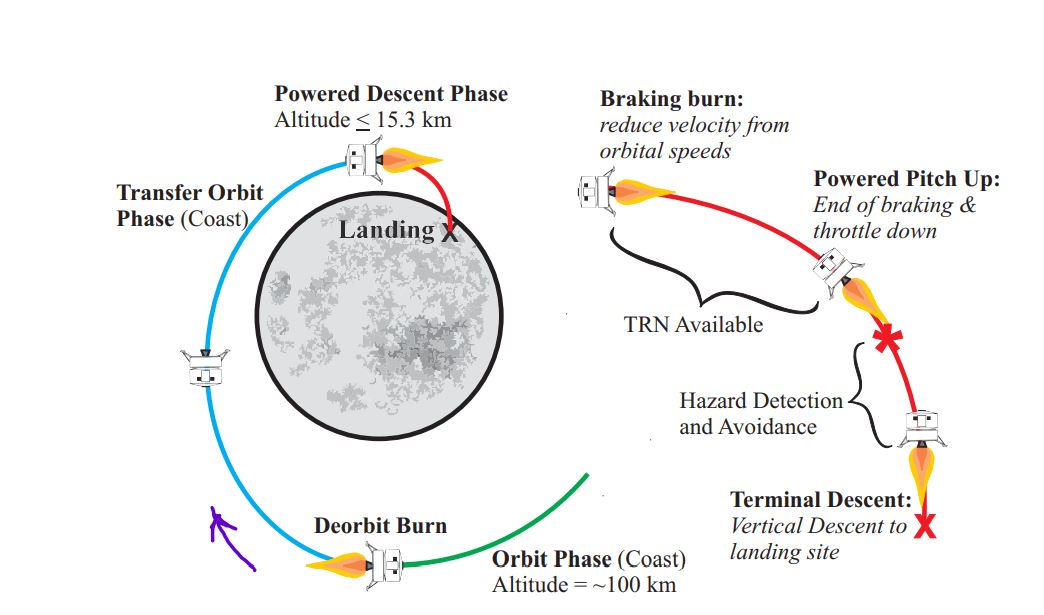 Powered Descent Phase
Altitude < 15.3 km
Transfer Orbit
Phase (Coast)
Landing X
Deorbit Burn
Orbit Phase (Coast)
Altitude = ~100 km
Braking burn:
reduce velocity from
orbital speeds
Powered Pitch Up:
End of braking &
throttle down
TRN Available
Hazard Detection
and Avoidance
Terminal Descent:
Vertical Descent to
landing site
X